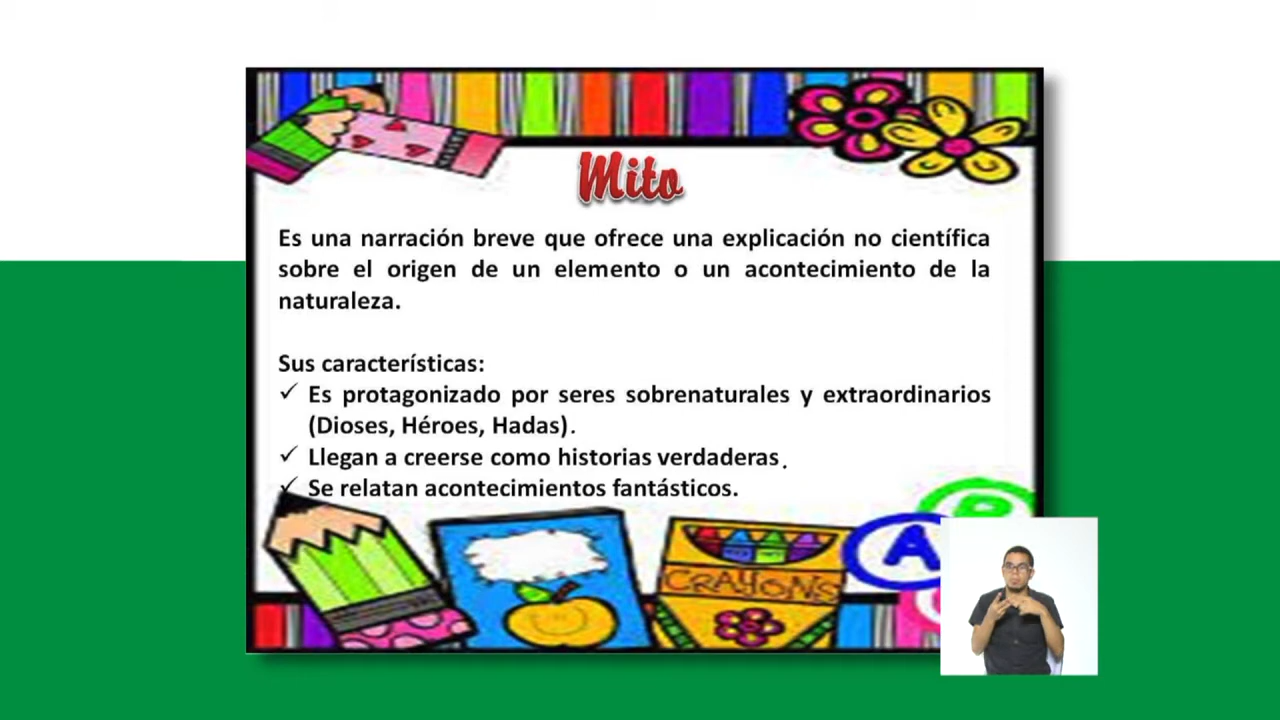 Mito
Es una narración breve que ofrece una explicación no científica
sobre el origen de un elemento o un acontecimiento de la
naturaleza.
Sus características:
✓ Es protagonizado por seres sobrenaturales y extraordinarios
(Dioses, Héroes, Hadas).
✓ Llegan a creerse como historias verdaderas.
✓ Se relatan acontecimientos fantásticos.
CRAYONS
P
A